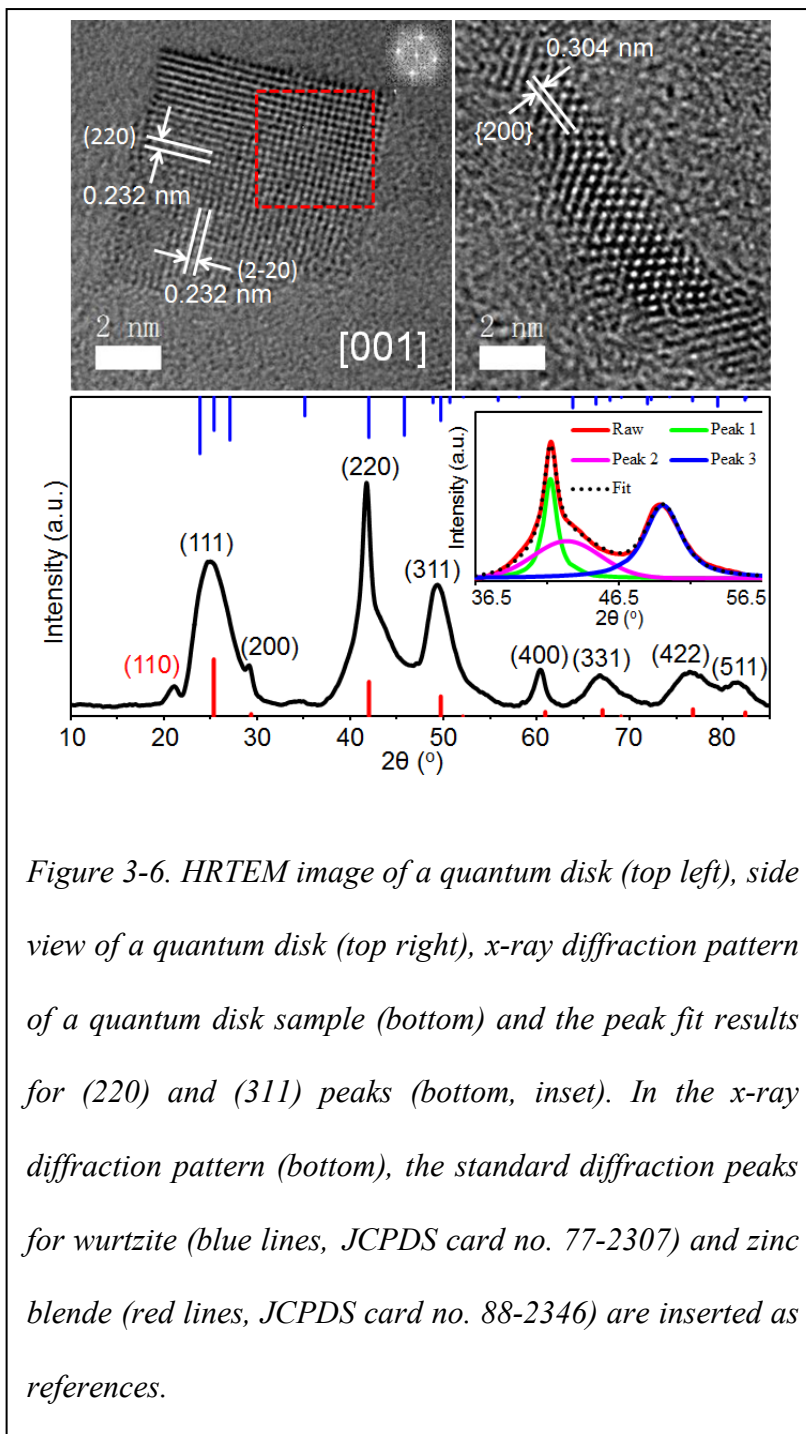 0.304 nm
(220)
{200}
0.232 nm
(2-20)
0.232 nm
2 nm
[001]
2 nm
Raw
Peak 1
Peak 2
Peak 3
Fit
Intensity (a.u.)
36.5
46.5
56.5
2θ (°)
(220)
(111)
(311)
(200)
(110)
(400)
(331)
(422)
(511)
Intensity (a.u.)
10
20
30
40
50
60
70
80
2θ (°)
Figure 3-6. HRTEM image of a quantum disk (top left), side
view of a quantum disk (top right), x-ray diffraction pattern
of a quantum disk sample (bottom) and the peak fit results
for (220) and (311) peaks (bottom, inset). In the x-ray
diffraction pattern (bottom), the standard diffraction peaks
for wurtzite (blue lines, JCPDS card no. 77-2307) and zinc
blende (red lines, JCPDS card no. 88-2346) are inserted as
references.